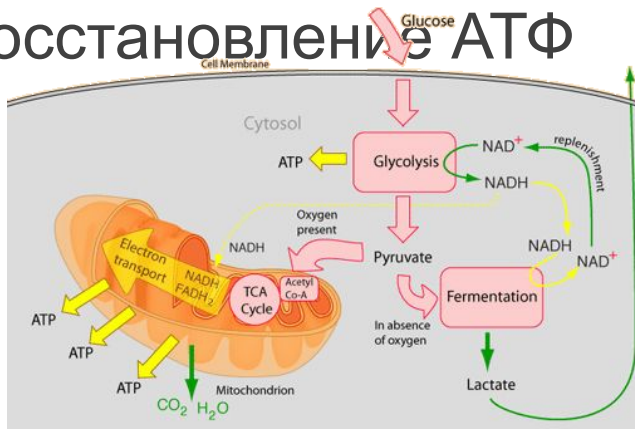 осстановление АТФ
Glucose
Cell Membrane
Cytosol
ATP
Glycolysis
NAD+
NADH
replenishment
Oxygen
present
NADH
Pyruvate
NADH
NAD+
Electron
transport
NADH
FADH2
TCA
Cycle
Acetyl
Co-A
Fermentation
In absence
of oxygen
ATP
ATP
ATP
Mitochondrion
CO2 H2O
Lactate